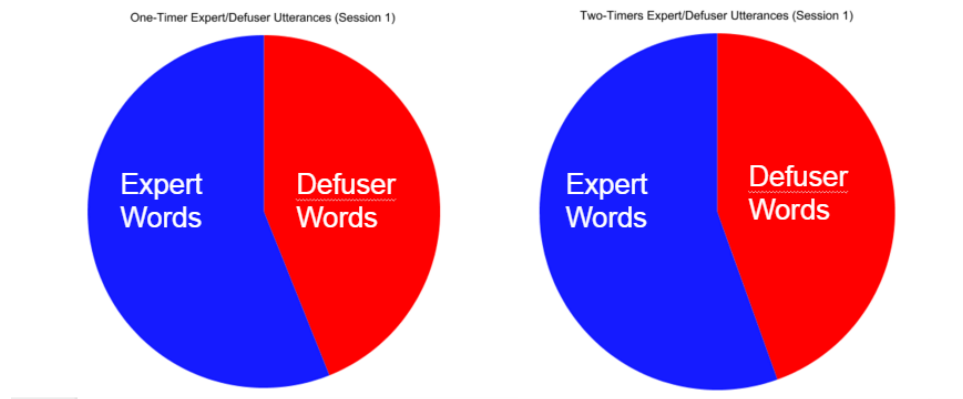 One-Timer Expert/Defuser Utterances (Session 1)
Expert
Words
Defuser
Words
Two-Timers Expert/Defuser Utterances (Session 1)
Expert
Words
Defuser
Words